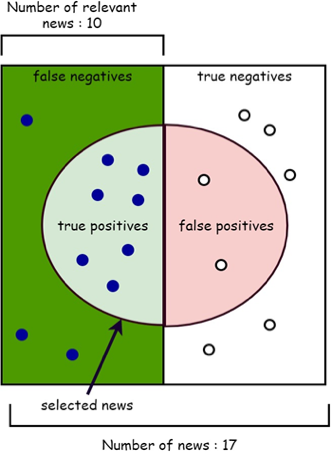 Number of relevant
news : 10
false negatives
true negatives
true positives
false positives
selected news
Number of news : 17